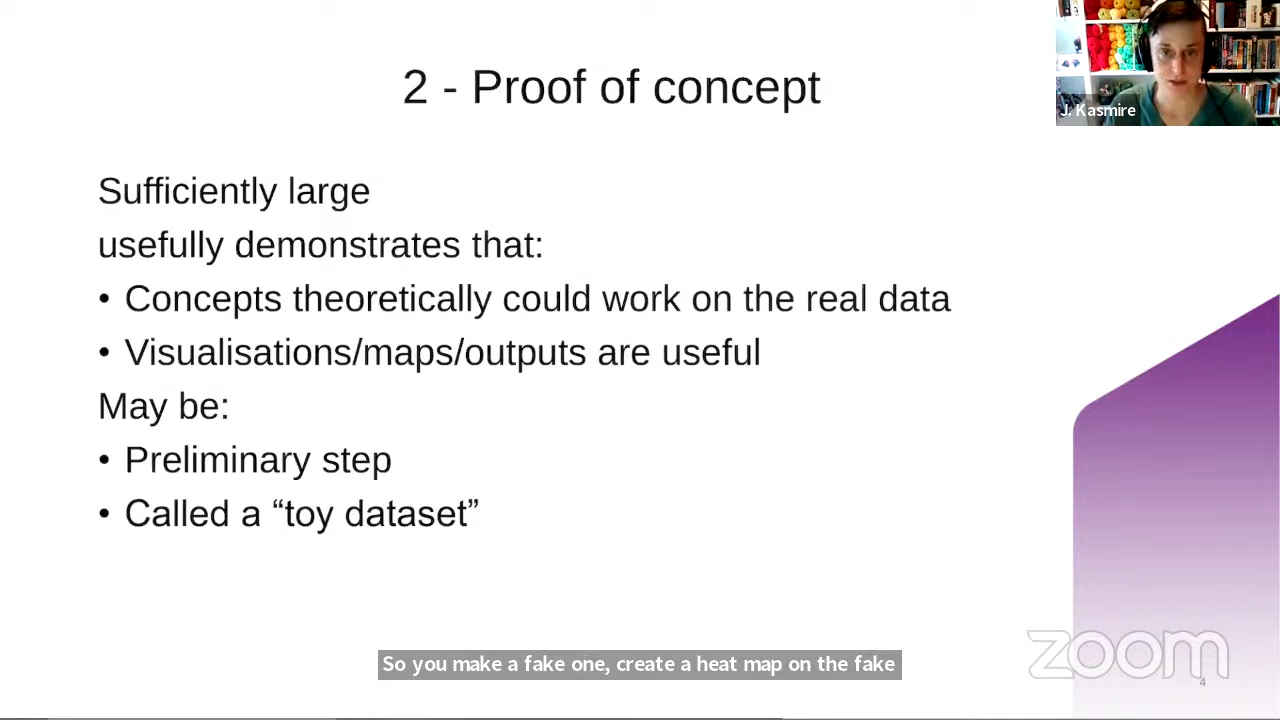 2 - Proof of concept
J. Kasmire
Sufficiently large
usefully demonstrates that:
• Concepts theoretically could work on the real data
• Visualisations/maps/outputs are useful
May be:
• Preliminary step
• Called a “toy dataset”
So you make a fake one, create a heat map on the fake
zoom
4